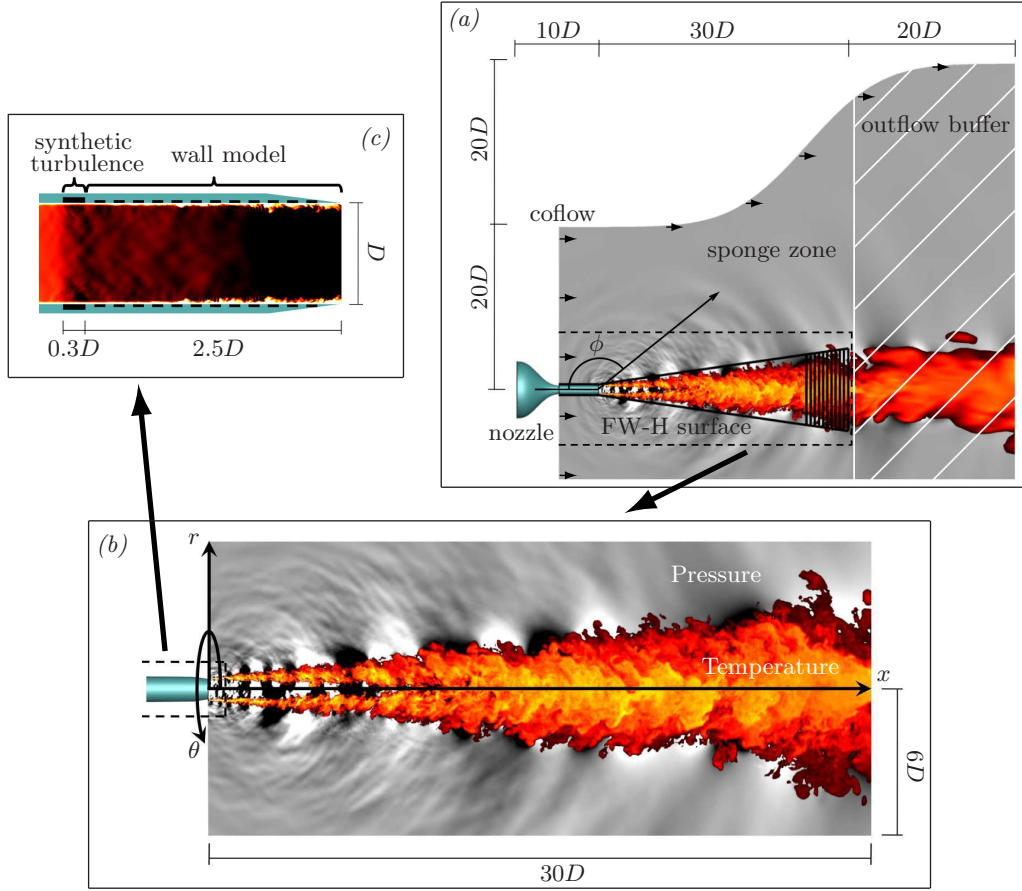 (a)
10D
30D
20D
20D
outflow buffer
coflow
sponge zone
20D
ϕ
nozzle
FW-H surface
(c)
synthetic
turbulence
wall model
D
0.3D
2.5D
(b)
r
Pressure
Temperature
x
θ
6D
30D